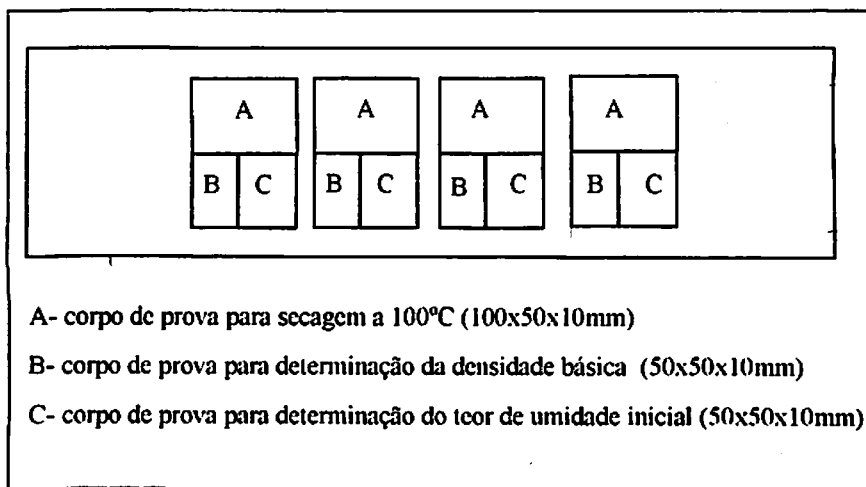 A A A A
B C B C B C B C
A- corpo de prova para secagem a 100ºC (100x50x10mm)
B- corpo de prova para determinação da densidade básica (50x50x10mm)
C- corpo de prova para determinação do teor de umidade inicial (50x50x10mm)